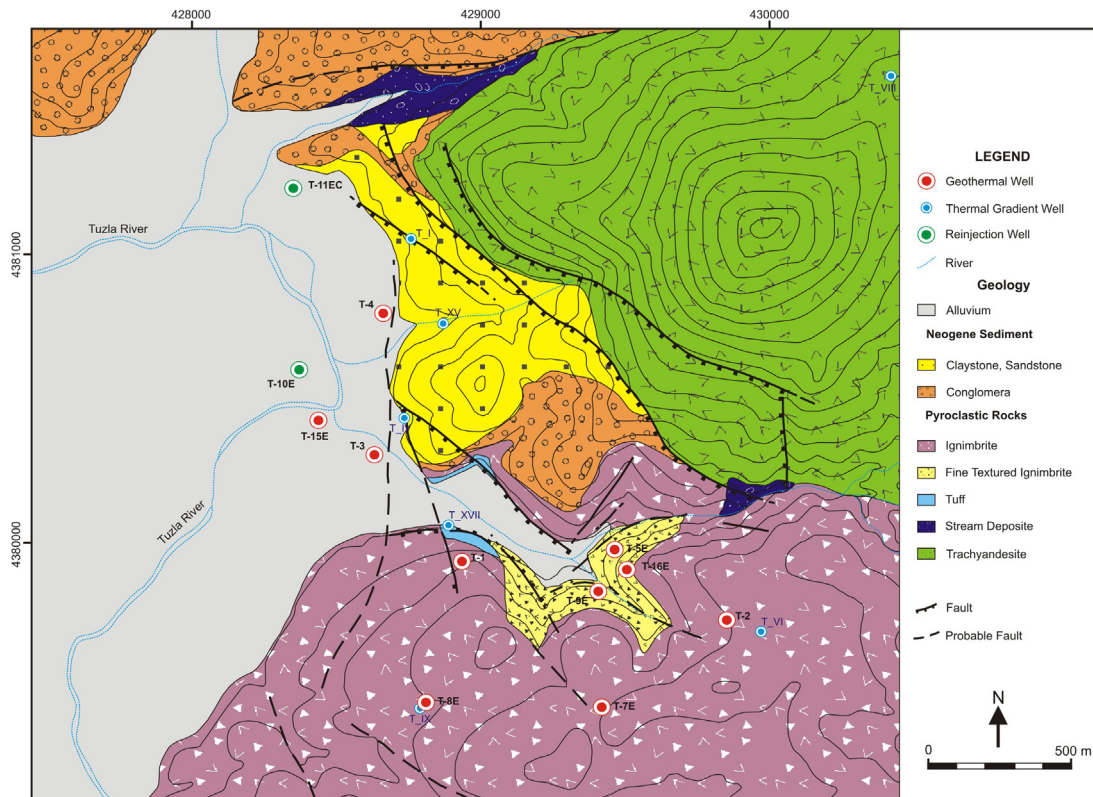 428000
429000
430000
4381000
4380000
T_VIII
T-11EC
Tuzla River
T_I
T-4
T_XV
T-10E
T-15E
T-3
Tuzla River
T_XVII
T-1
T-5E
T-16E
T-9E
T-2
T_VI
T-8E
T_IX
T-7E
LEGEND
Geothermal Well
Thermal Gradient Well
Reinjection Well
River
Geology
Alluvium
Neogene Sediment
Claystone, Sandstone
Conglomera
Pyroclastic Rocks
Ignimbrite
Fine Textured Ignimbrite
Tuff
Stream Deposite
Trachyandesite
Fault
Probable Fault
N
0
500 m